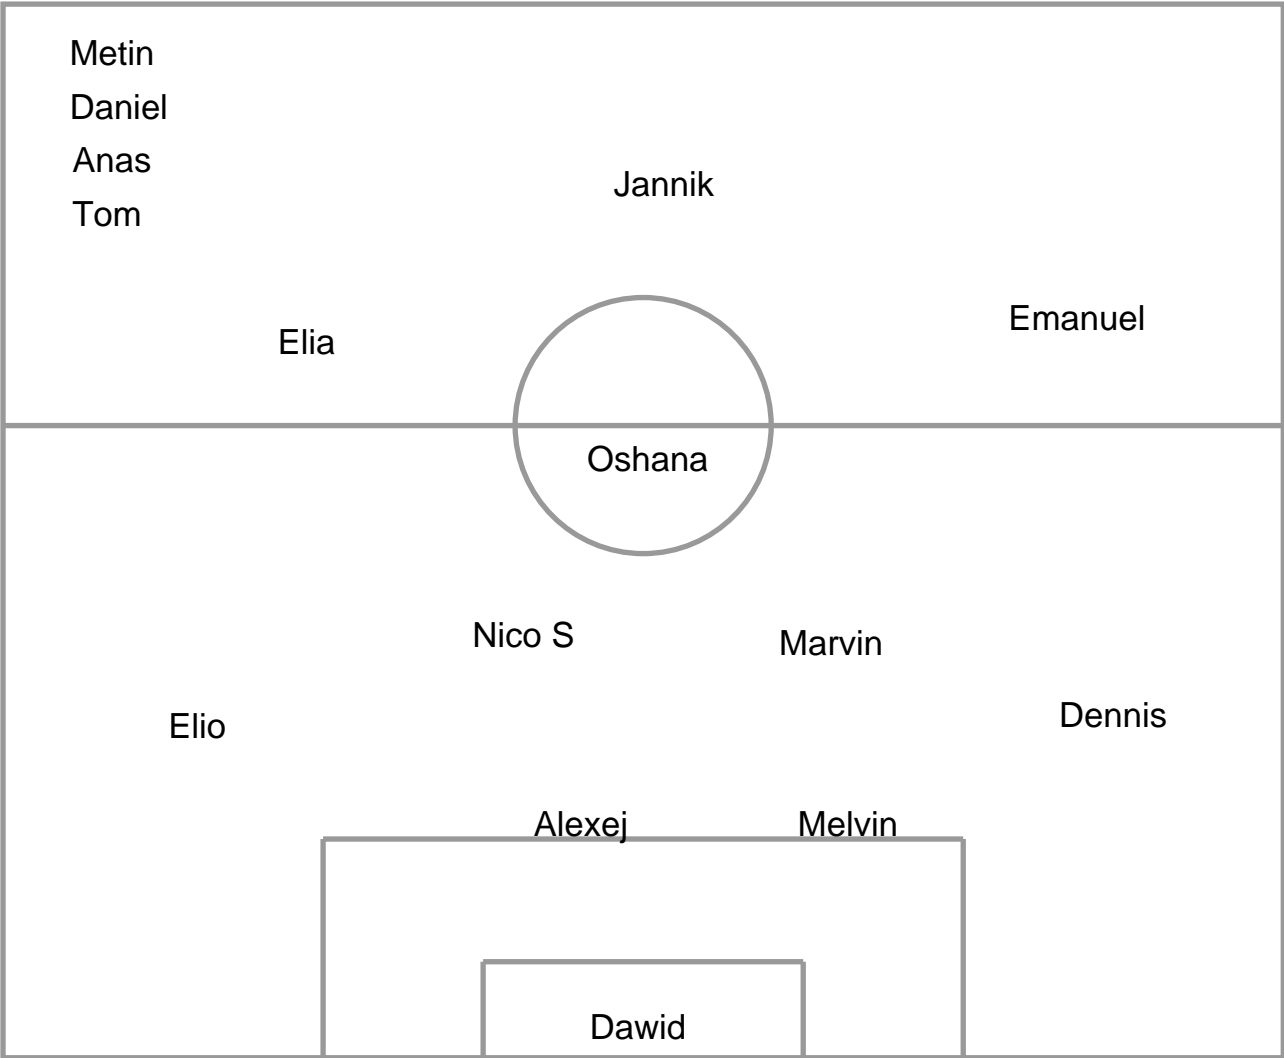 Metin
Daniel
Anas
Tom
Jannik
Emanuel
Elia
Oshana
Nico S
Marvin
Elio
Dennis
Alexej
Melvin
Dawid